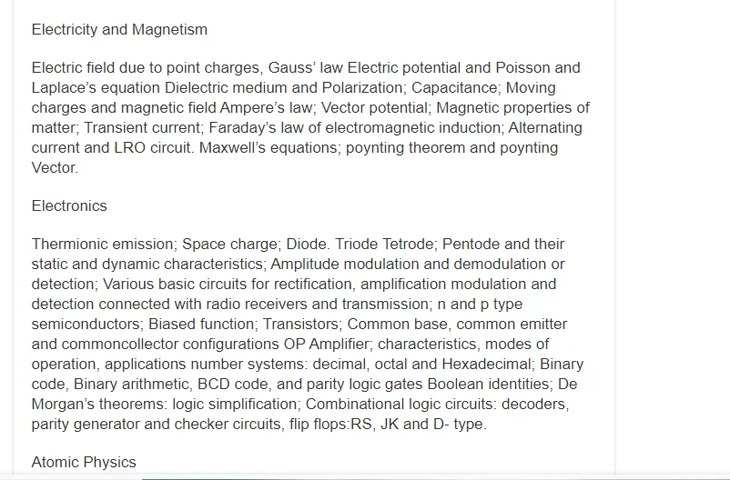 Electricity and Magnetism
Electric field due to point charges, Gauss’ law Electric potential and Poisson and
Laplace’s equation Dielectric medium and Polarization; Capacitance; Moving
charges and magnetic field Ampere’s law; Vector potential; Magnetic properties of
matter; Transient current; Faraday’s law of electromagnetic induction; Alternating
current and LRO circuit. Maxwell’s equations; poynting theorem and poynting
Vector.
Electronics
Thermionic emission; Space charge; Diode. Triode Tetrode; Pentode and their
static and dynamic characteristics; Amplitude modulation and demodulation or
detection; Various basic circuits for rectification, amplification modulation and
detection connected with radio receivers and transmission; n and p type
semiconductors; Biased function; Transistors; Common base, common emitter
and commoncollector configurations OP Amplifier; characteristics, modes of
operation, applications number systems: decimal, octal and Hexadecimal; Binary
code, Binary arithmetic, BCD code, and parity logic gates Boolean identities; De
Morgan’s theorems: logic simplification; Combinational logic circuits: decoders,
parity generator and checker circuits, flip flops:RS, JK and D- type.
Atomic Physics